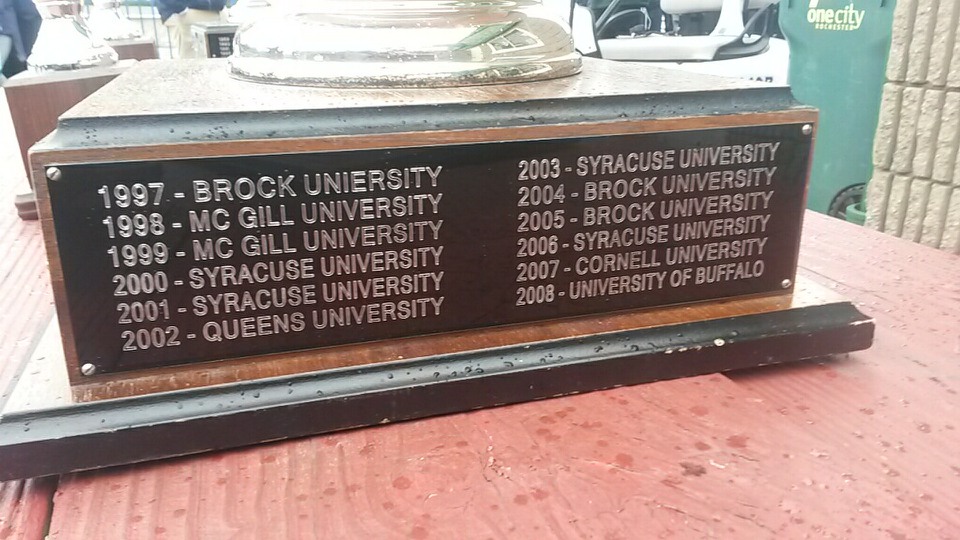 1997 - BROCK UNIERSITY
1998 - MC GILL UNIVERSITY
1999 - MC GILL UNIVERSITY
2000 - SYRACUSE UNIVERSITY
2001 - SYRACUSE UNIVERSITY
2002 - QUEENS UNIVERSITY
2003 - SYRACUSE UNIVERSITY
2004 - BROCK UNIVERSITY
2005 - BROCK UNIVERSITY
2006 - SYRACUSE UNIVERSITY
2007 - CORNELL UNIVERSITY
2008 - UNIVERSITY OF BUFFALO
onecity
ROCHESTER